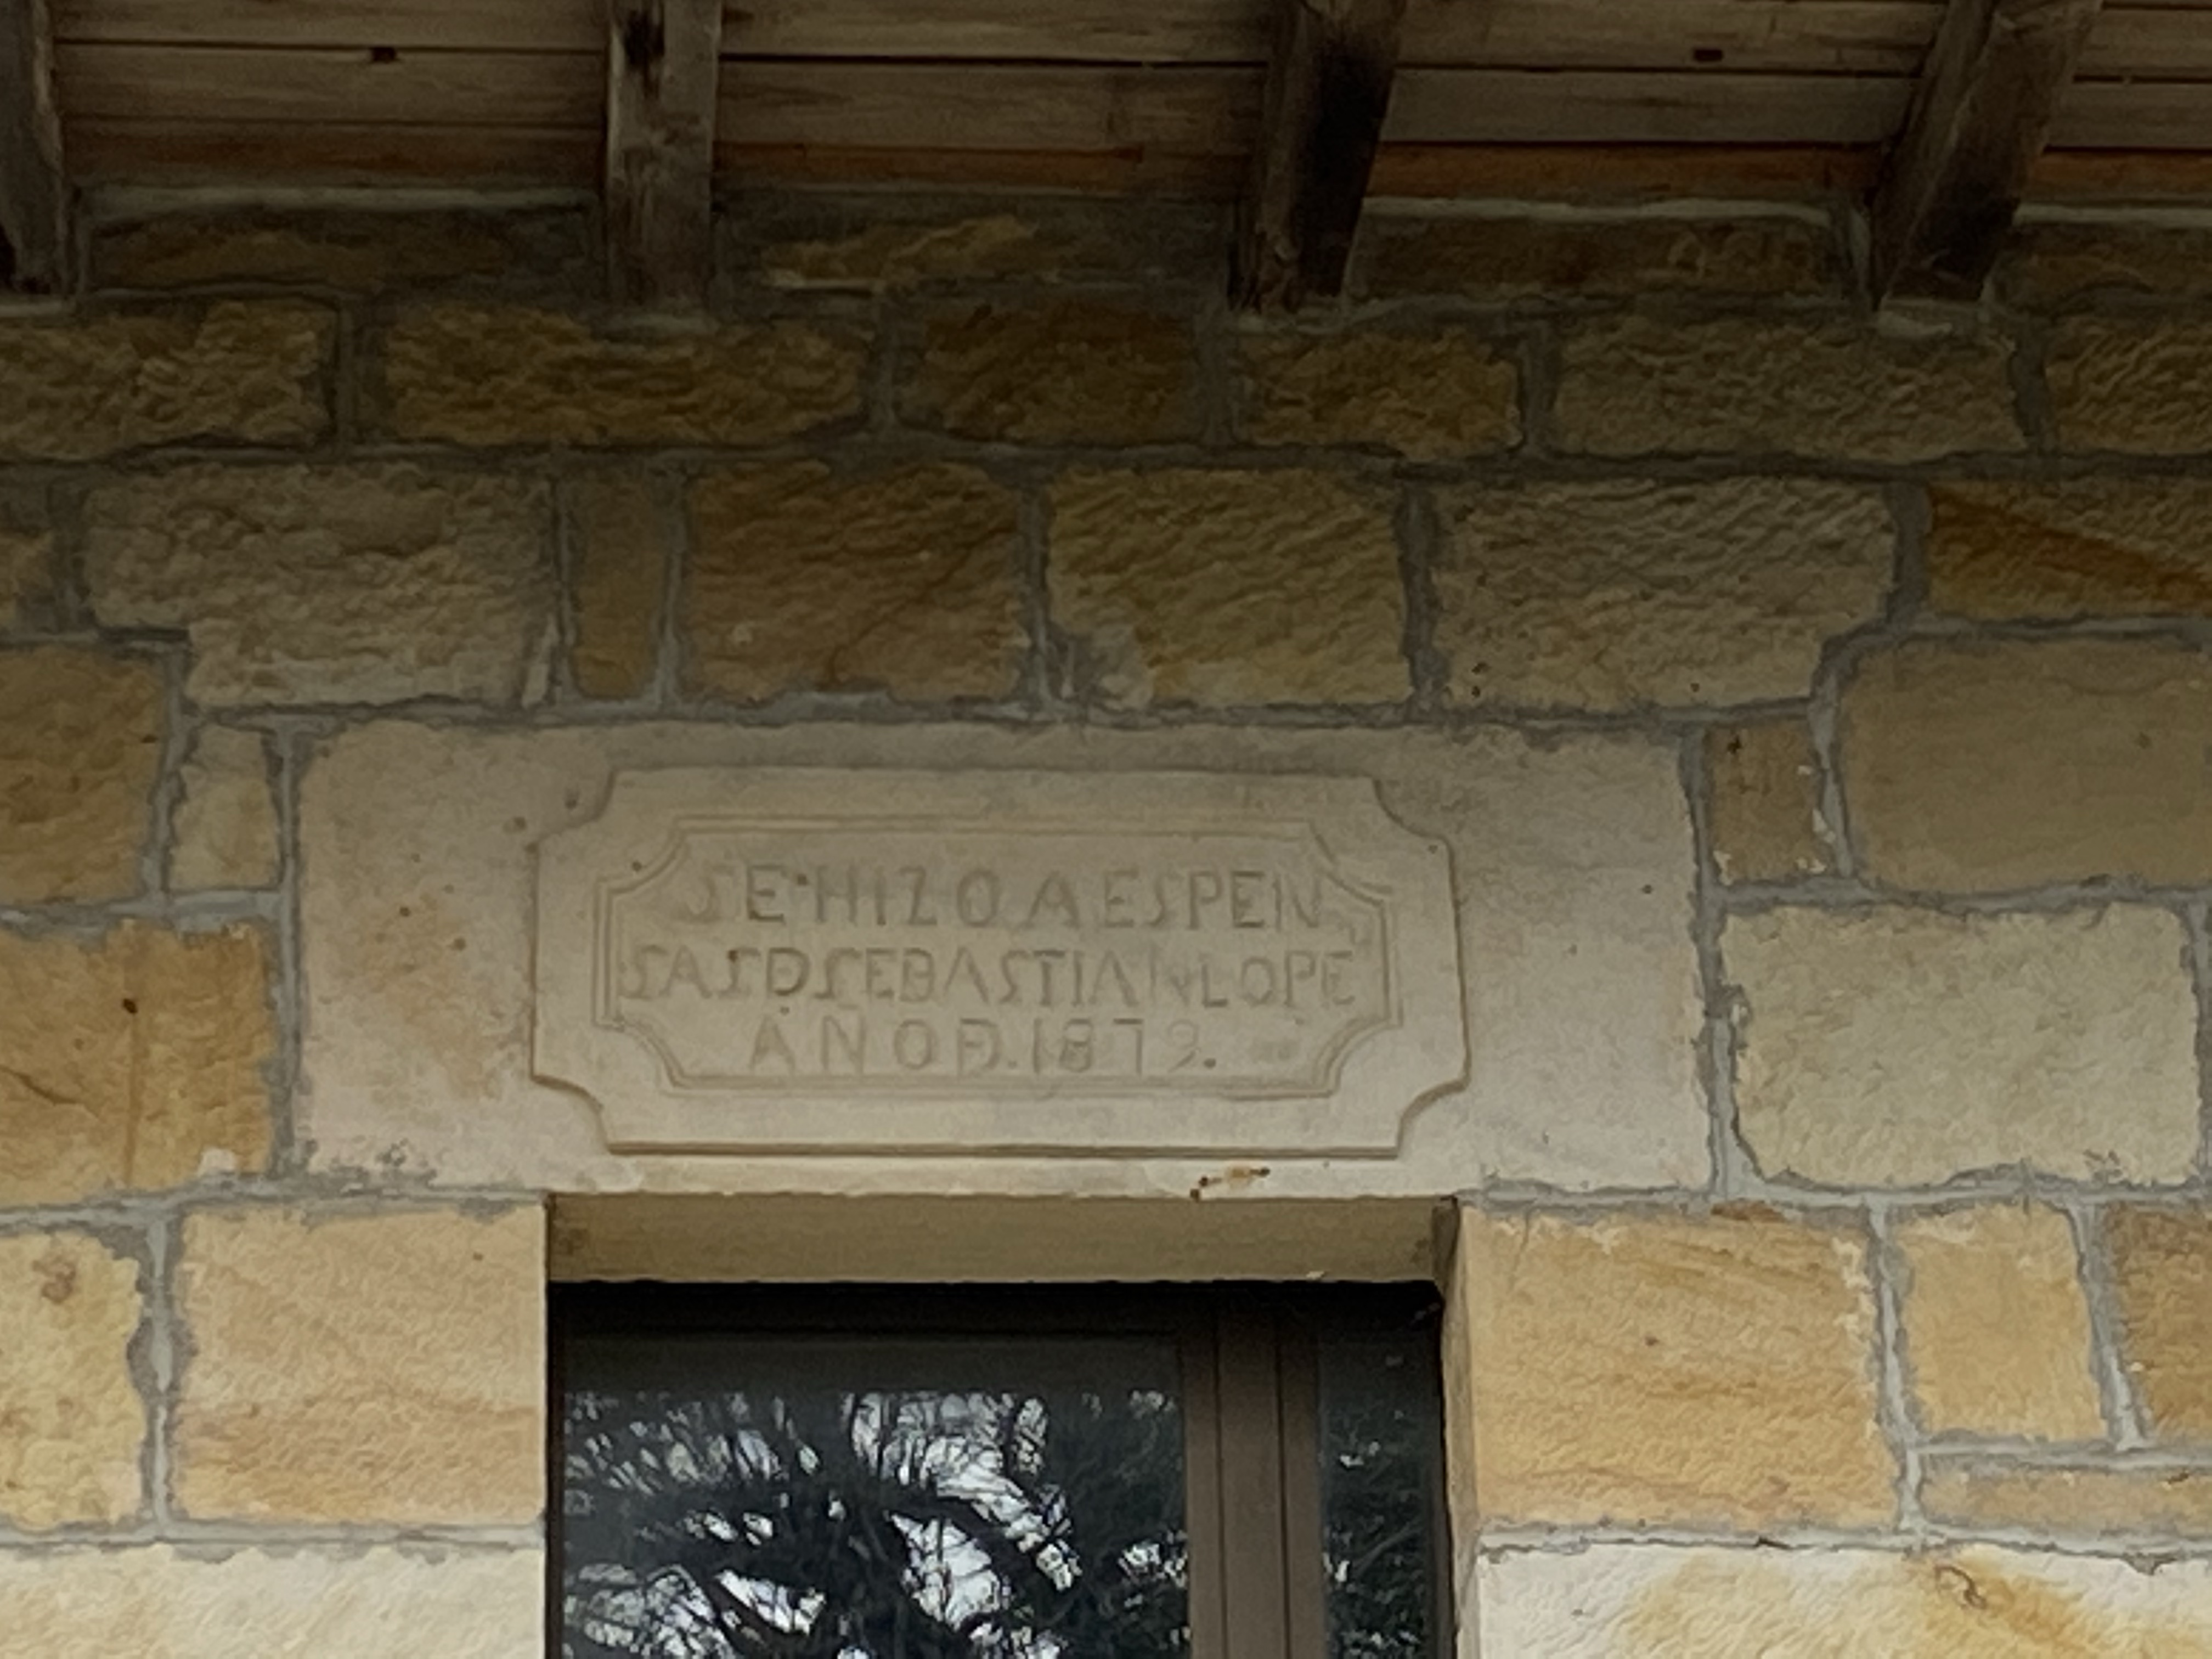 SE HIZO A ESPEN
SAS D SEBASTIAN LOPE
AÑO D. 1879.